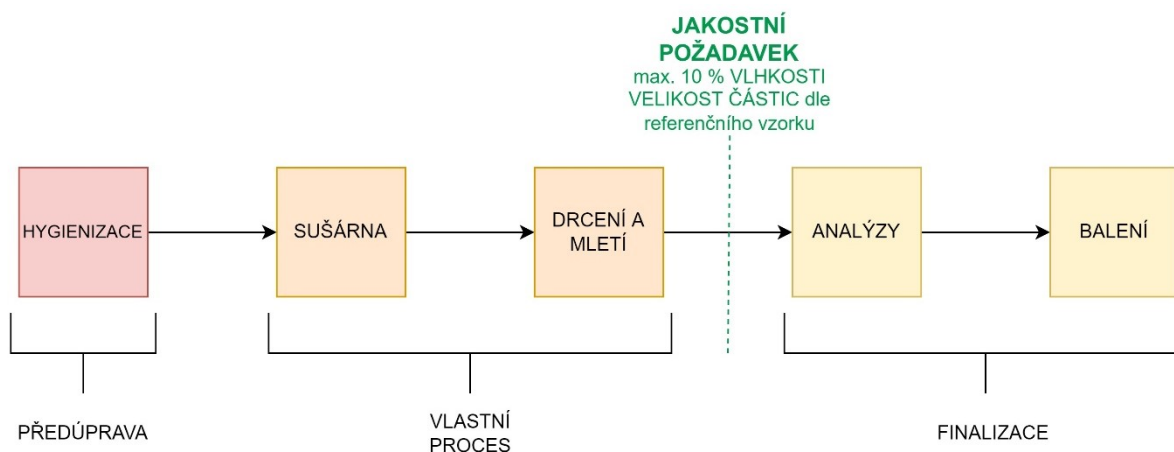 JAKOSTNÍ
POŽADAVEK
max. 10 % VLHKOSTI
VELIKOST ČÁSTIC dle
referenčního vzorku
HYGIENIZACE
SUŠÁRNA
DRCENÍ A
MLETÍ
ANALÝZY
BALENÍ
PŘEDÚPRAVA
VLASTNÍ
PROCES
FINALIZACE